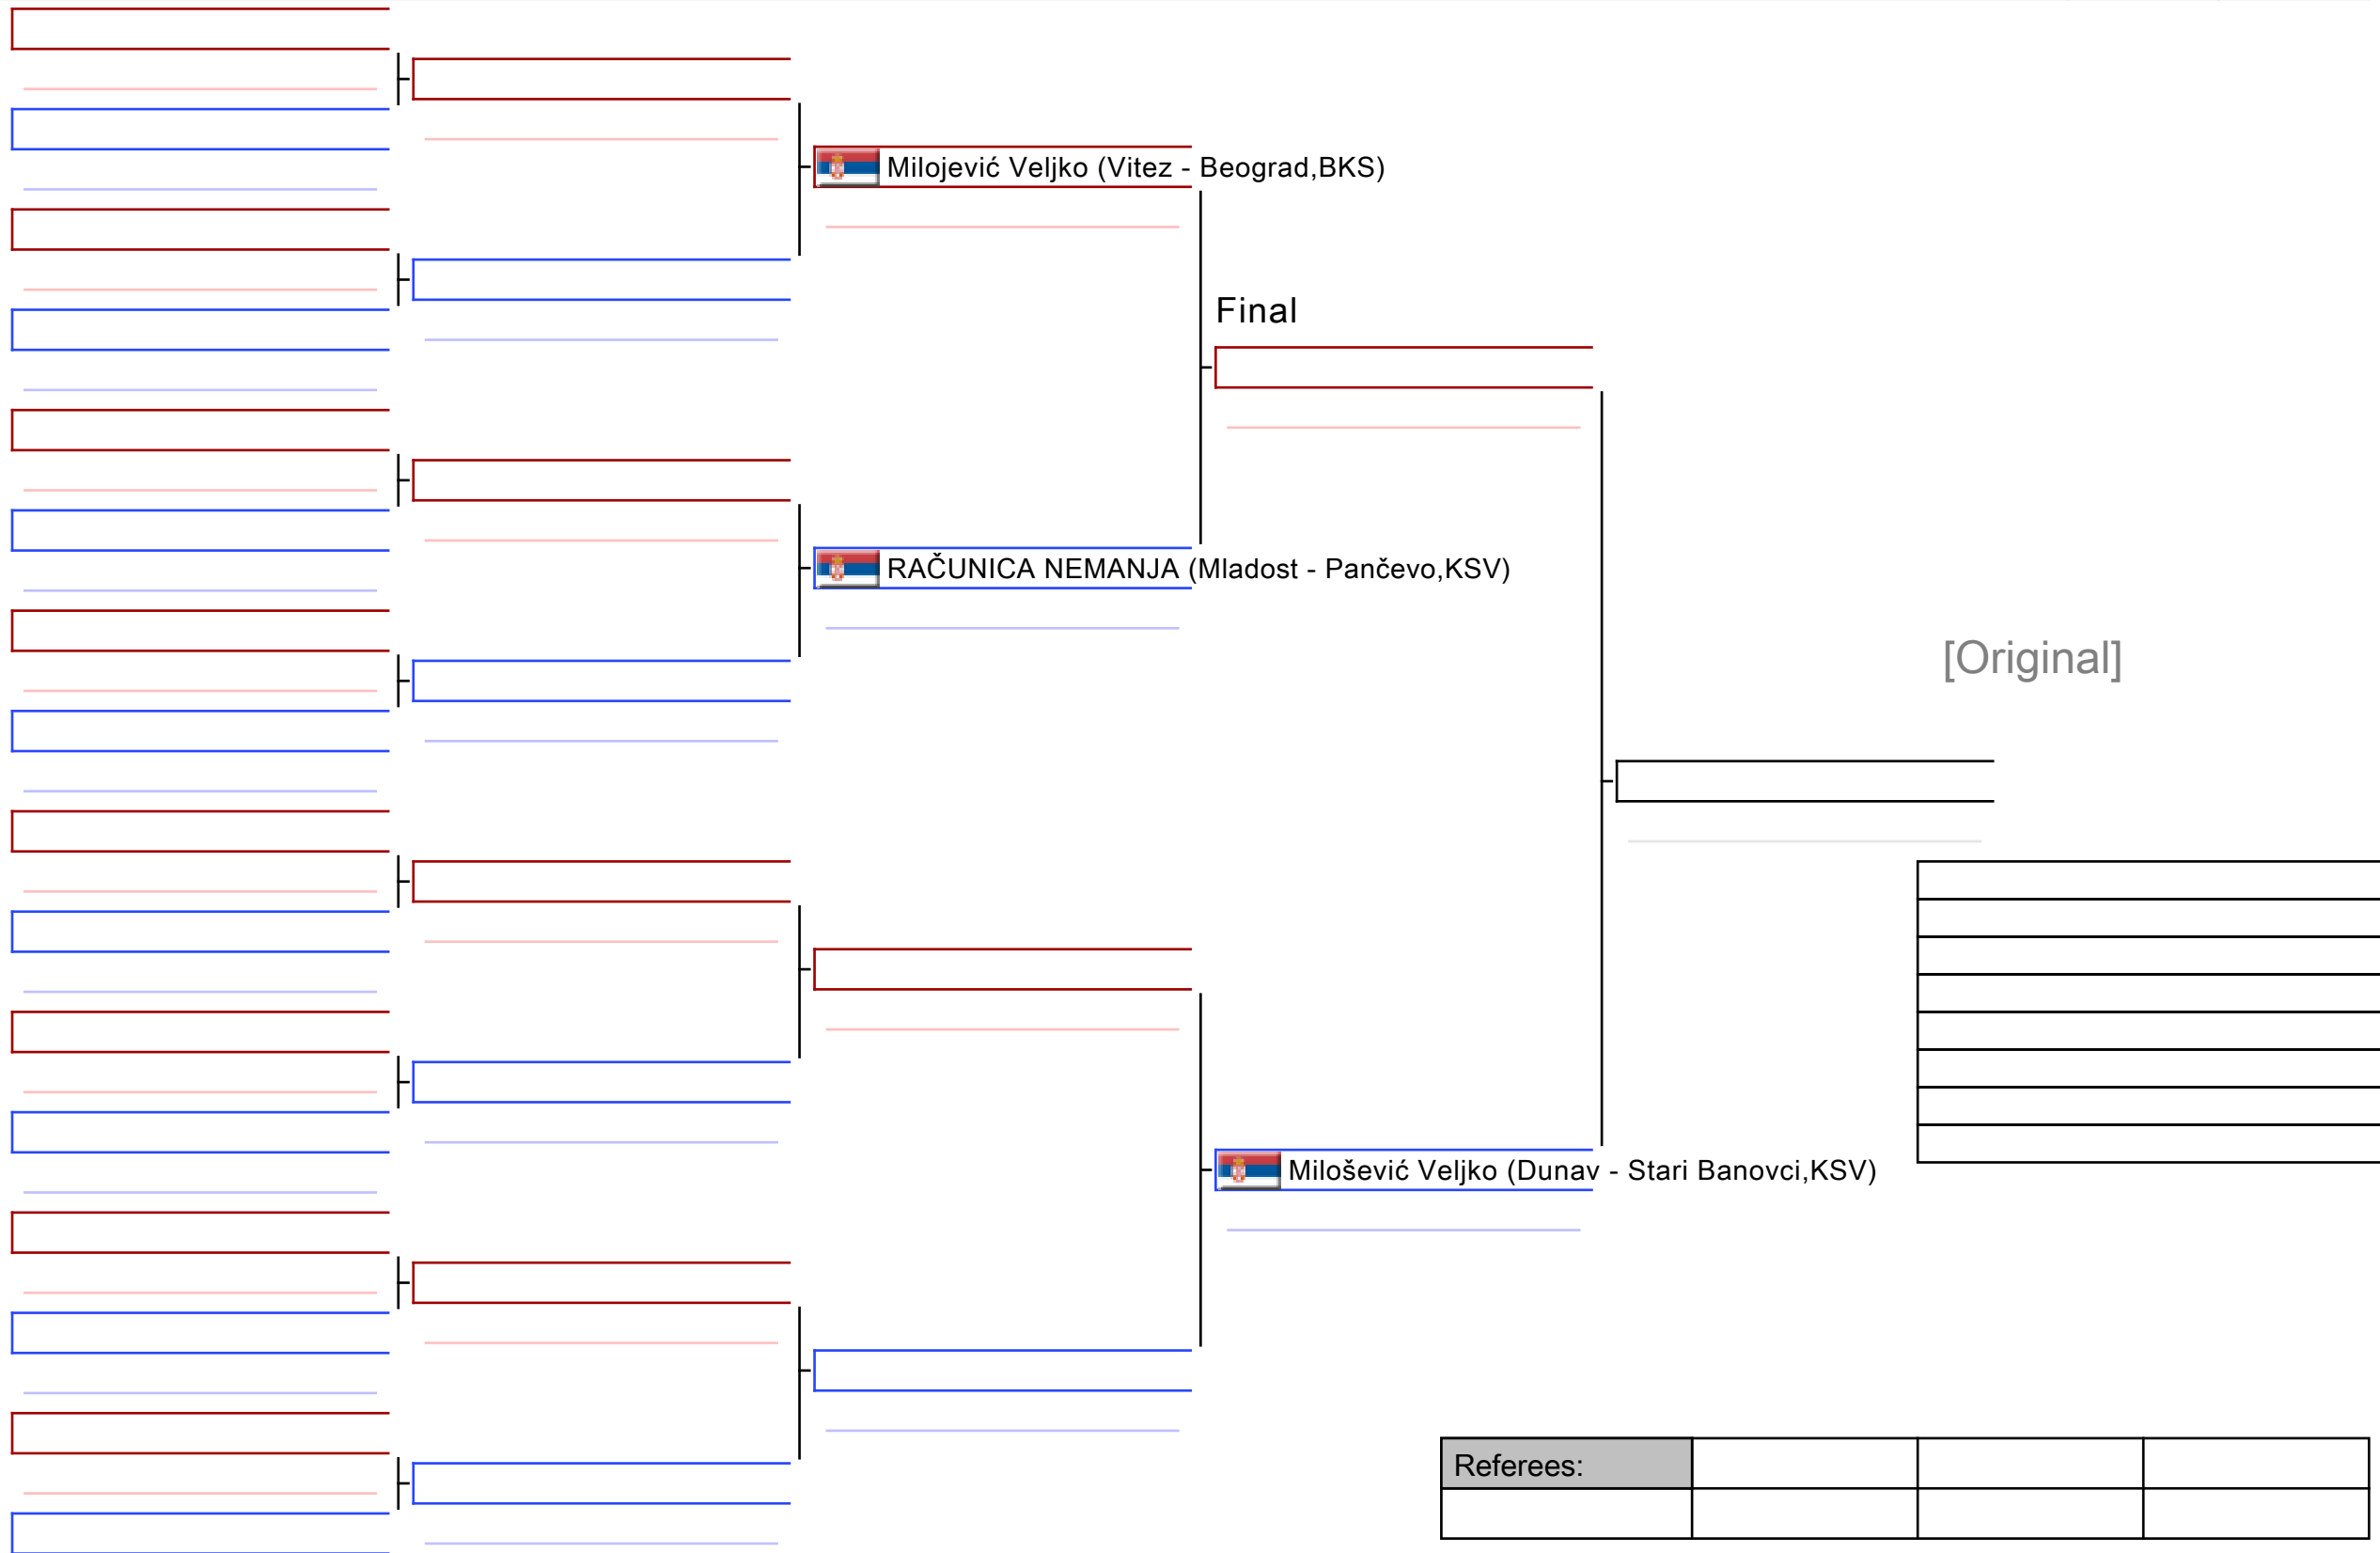 Milojević Veljko (Vitez - Beograd,BKS)
Final
RAČUNICA NEMANJA (Mladost - Pančevo,KSV)
[Original]
Milošević Veljko (Dunav - Stari Banovci,KSV)
Referees: